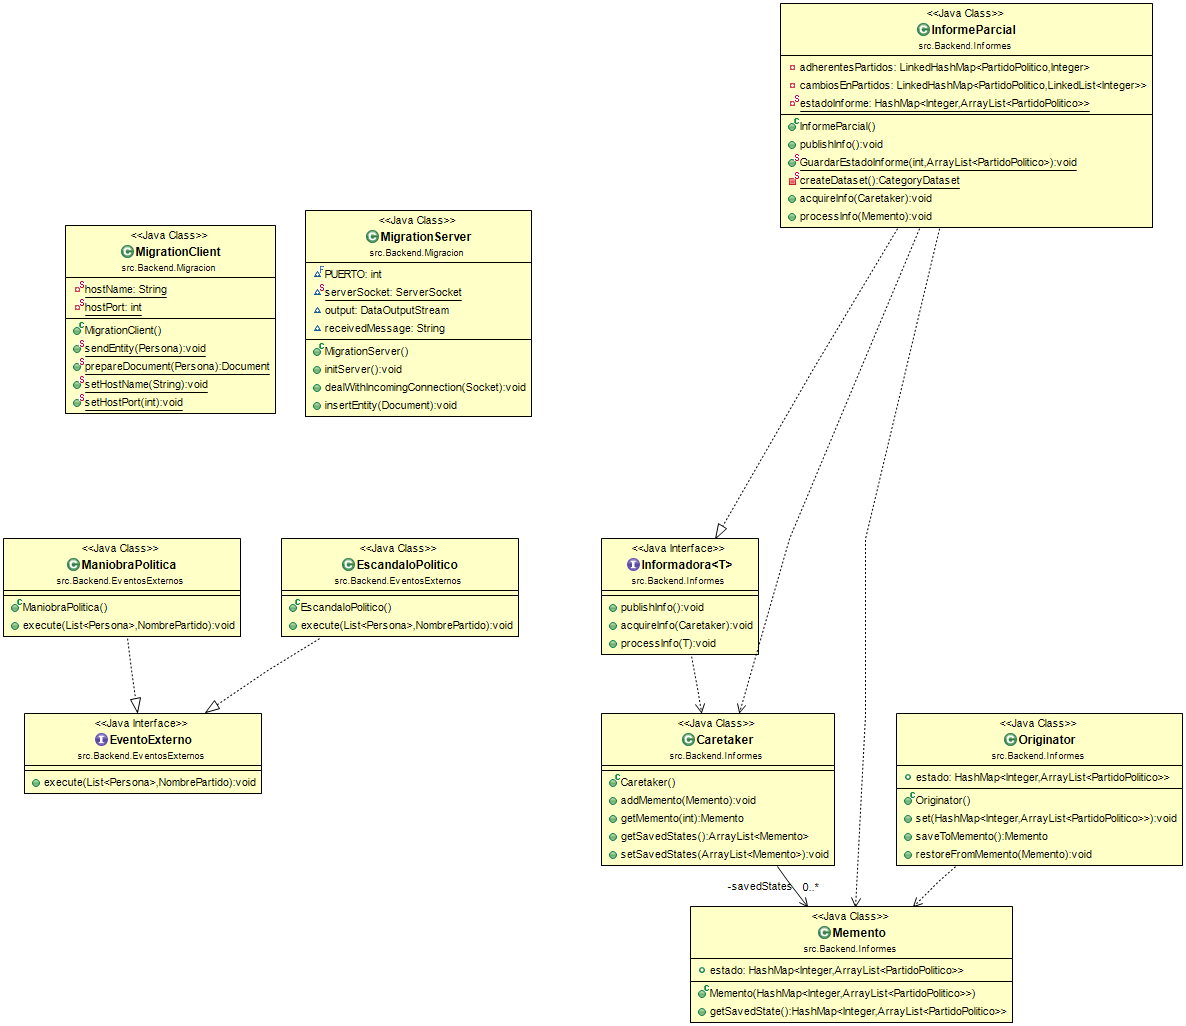 <<Java Class>>
InformeParcial
src.Backend.Informes
adherentesPartidos: LinkedHashMap<PartidoPolitico,Integer>
cambiosEnPartidos: LinkedHashMap<PartidoPolitico,LinkedList<Integer>>
estadoInforme: HashMap<Integer,ArrayList<PartidoPolitico>>
InformeParcial()
publishInfo():void
GuardarEstadoInforme(int,ArrayList<PartidoPolitico>):void
createDataset():CategoryDataset
acquireInfo(Caretaker):void
processInfo(Memento):void
<<Java Class>>
MigrationClient
src.Backend.Migracion
hostName: String
hostPort: int
MigrationClient()
sendEntity(Persona):void
prepareDocument(Persona):Document
setHostName(String):void
setHostPort(int):void
<<Java Class>>
MigrationServer
src.Backend.Migracion
PUERTO: int
serverSocket: ServerSocket
output: DataOutputStream
receivedMessage: String
MigrationServer()
initServer():void
dealWithIncomingConnection(Socket):void
insertEntity(Document):void
<<Java Class>>
ManiobraPolitica
src.Backend.EventosExternos
ManiobraPolitica()
execute(List<Persona>,NombrePartido):void
<<Java Class>>
EscandaloPolitico
src.Backend.EventosExternos
EscandaloPolitico()
execute(List<Persona>,NombrePartido):void
<<Java Interface>>
Informadora<T>
src.Backend.Informes
publishInfo():void
acquireInfo(Caretaker):void
processInfo(T):void
<<Java Interface>>
EventoExterno
src.Backend.EventosExternos
execute(List<Persona>,NombrePartido):void
<<Java Class>>
Caretaker
src.Backend.Informes
Caretaker()
addMemento(Memento):void
getMemento(int):Memento
getSavedStates():ArrayList<Memento>
setSavedStates(ArrayList<Memento>):void
<<Java Class>>
Originator
src.Backend.Informes
estado: HashMap<Integer,ArrayList<PartidoPolitico>>
Originator()
set(HashMap<Integer,ArrayList<PartidoPolitico>>):void
saveToMemento():Memento
restoreFromMemento(Memento):void
-savedStates 0..*
<<Java Class>>
Memento
src.Backend.Informes
estado: HashMap<Integer,ArrayList<PartidoPolitico>>
Memento(HashMap<Integer,ArrayList<PartidoPolitico>>)
getSavedState():HashMap<Integer,ArrayList<PartidoPolitico>>